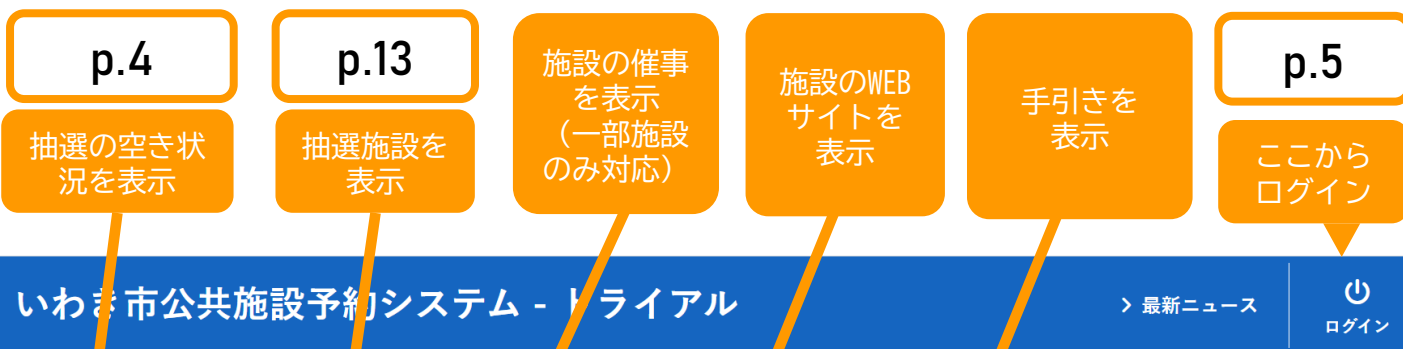 p.4
抽選の空き状
況を表示
p.13
抽選施設を
表示
施設の催事
を表示
（一部施設
のみ対応）
施設のWEB
サイトを
表示
手引きを
表示
p.5
ここから
ログイン
いわき市公共施設予約システム - トライアル
> 最新ニュース
ログイン